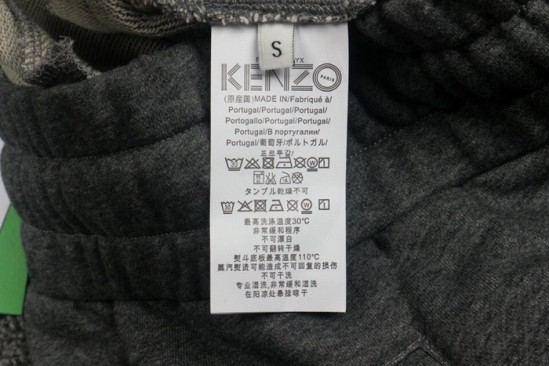 S
KENZO
PARIS
(原産国)MADE IN/Fabriqué à/
Portugal/Portugal/Portugal/
Portogallo/Portugal/Portugal/
Portugal/В португалии/
Portugal/葡萄牙/ポルトガル/
포르투갈/
タンブル乾燥不可
最高洗涤温度30℃
非常缓和程序
不可漂白
不可翻转干燥
熨斗底板最高温度110℃
蒸汽熨烫可能造成不可回复的损伤
不可干洗
专业湿洗,非常缓和湿洗
在阴凉处悬挂晾干